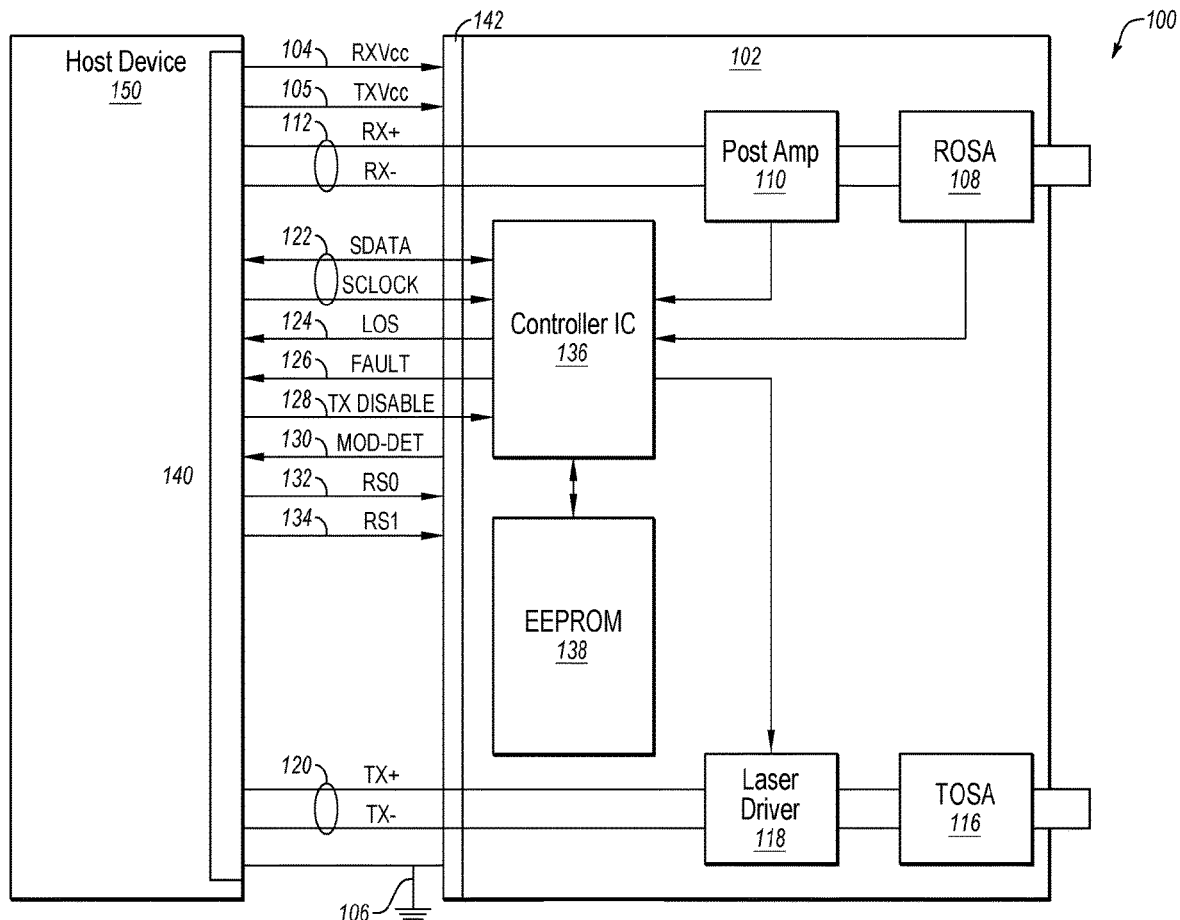 100
Host Device
150
140
142
102
104 RXVcc
105 TXVcc
112 RX+
RX-
Post Amp
110
ROSA
108
122 SDATA
SCLOCK
124 LOS
126 FAULT
128 TX DISABLE
130 MOD-DET
132 RS0
134 RS1
Controller IC
136
EEPROM
138
120 TX+
TX-
Laser
Driver
118
TOSA
116
106